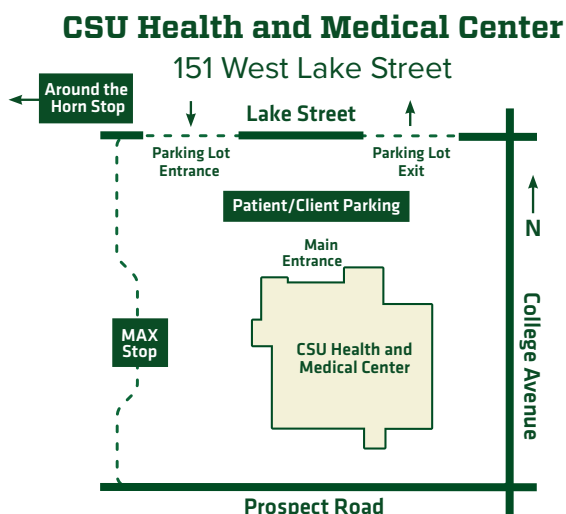 CSU Health and Medical Center
151 West Lake Street
Around the
Horn Stop
Lake Street
Parking Lot
Entrance
Parking Lot
Exit
Patient/Client Parking
N
Main
Entrance
MAX
Stop
CSU Health and
Medical Center
College Avenue
Prospect Road